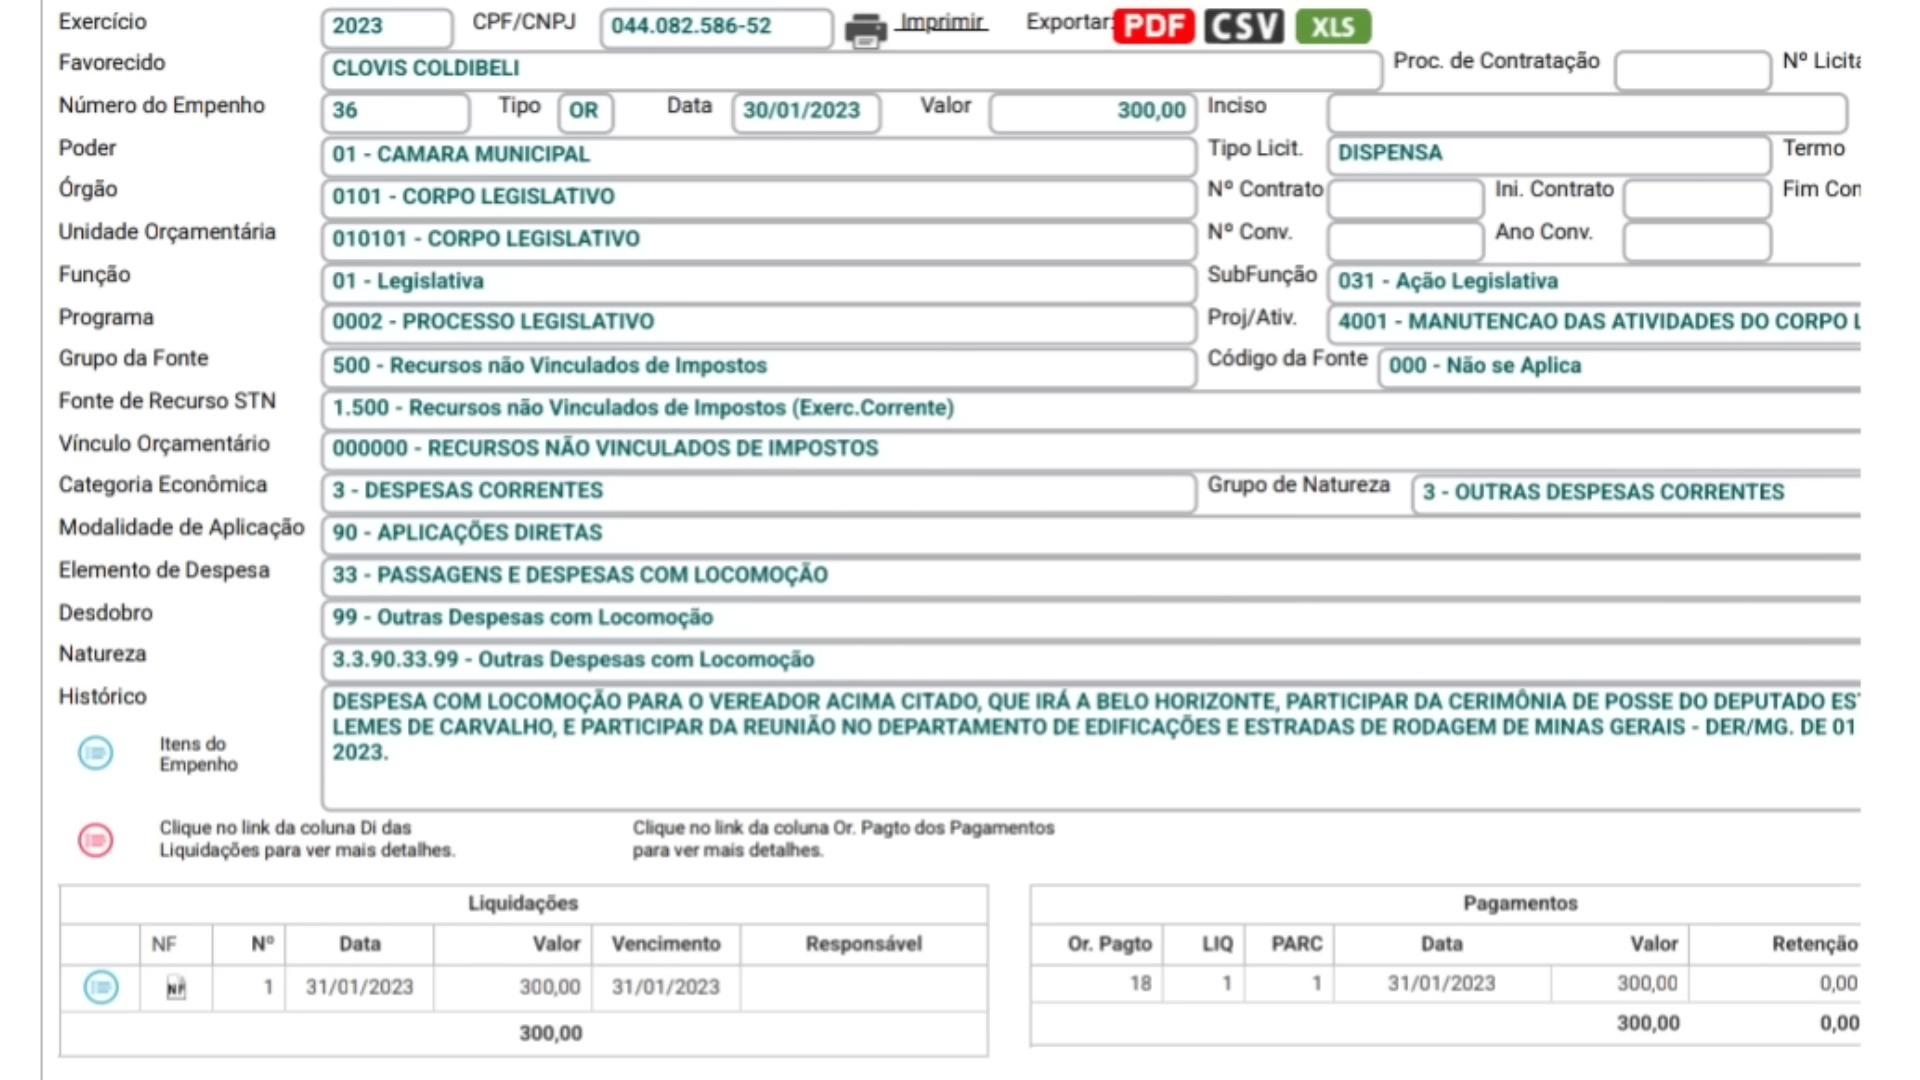 Exercício 2023 CPF/CNPJ 044.082.586-52 Imprimir Exportar: PDF CSV XLS
Favorecido CLOVIS COLDIBELI Proc. de Contratação Nº Licita
Número do Empenho 36 Tipo OR Data 30/01/2023 Valor 300,00 Inciso
Poder 01 - CAMARA MUNICIPAL Tipo Licit. DISPENSA Termo
Órgão 0101 - CORPO LEGISLATIVO Nº Contrato Ini. Contrato Fim Con
Unidade Orçamentária 010101 - CORPO LEGISLATIVO Nº Conv. Ano Conv.
Função 01 - Legislativa SubFunção 031 - Ação Legislativa
Programa 0002 - PROCESSO LEGISLATIVO Proj/Ativ. 4001 - MANUTENCAO DAS ATIVIDADES DO CORPO L
Grupo da Fonte 500 - Recursos não Vinculados de Impostos Código da Fonte 000 - Não se Aplica
Fonte de Recurso STN 1.500 - Recursos não Vinculados de Impostos (Exerc.Corrente)
Vínculo Orçamentário 000000 - RECURSOS NÃO VINCULADOS DE IMPOSTOS
Categoria Econômica 3 - DESPESAS CORRENTES Grupo de Natureza 3 - OUTRAS DESPESAS CORRENTES
Modalidade de Aplicação 90 - APLICAÇÕES DIRETAS
Elemento de Despesa 33 - PASSAGENS E DESPESAS COM LOCOMOÇÃO
Desdobro 99 - Outras Despesas com Locomoção
Natureza 3.3.90.33.99 - Outras Despesas com Locomoção
Histórico DESPESA COM LOCOMOÇÃO PARA O VEREADOR ACIMA CITADO, QUE IRÁ A BELO HORIZONTE, PARTICIPAR DA CERIMÔNIA DE POSSE DO DEPUTADO ES
LEMES DE CARVALHO, E PARTICIPAR DA REUNIÃO NO DEPARTAMENTO DE EDIFICAÇÕES E ESTRADAS DE RODAGEM DE MINAS GERAIS - DER/MG. DE 01
2023.
Itens do
Empenho
Clique no link da coluna Di das
Liquidações para ver mais detalhes.
Clique no link da coluna Or. Pagto dos Pagamentos
para ver mais detalhes.
Liquidações
NF Nº Data Valor Vencimento Responsável
NF 1 31/01/2023 300,00 31/01/2023
300,00
Pagamentos
Or. Pagto LIQ PARC Data Valor Retenção
18 1 1 31/01/2023 300,00 0,00
300,00 0,00